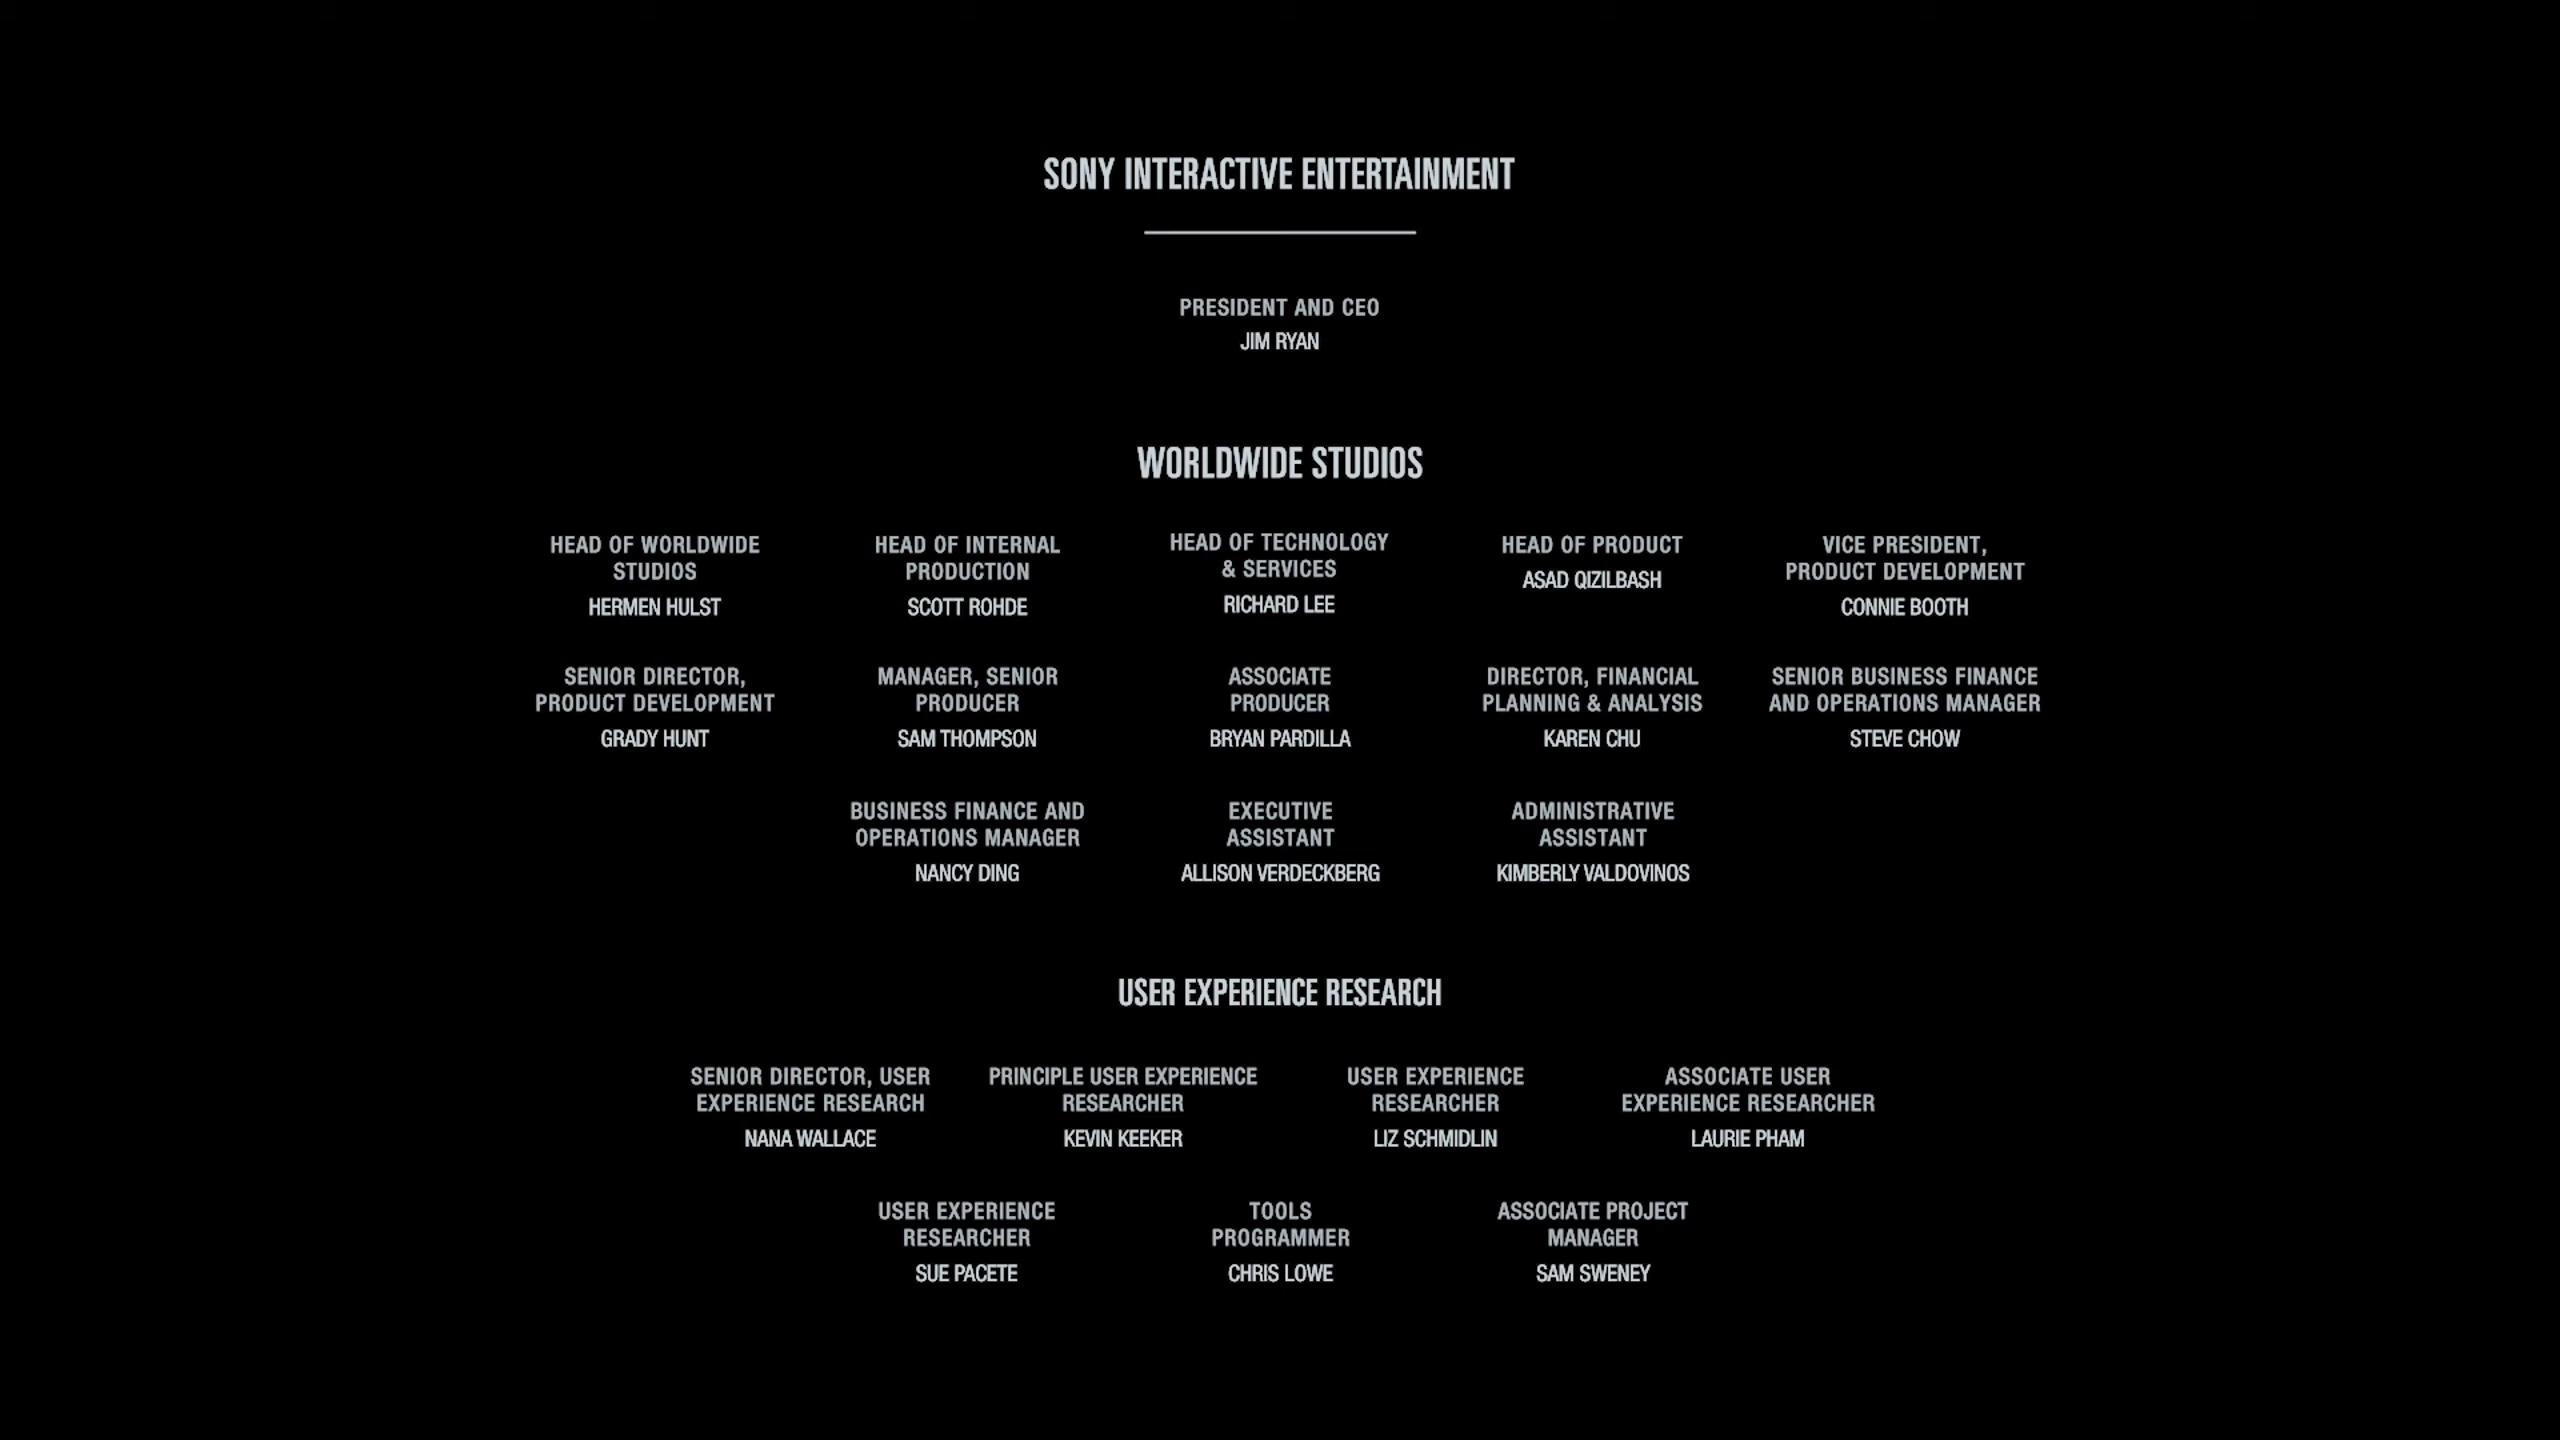 SONY INTERACTIVE ENTERTAINMENT
PRESIDENT AND CEO
JIM RYAN
WORLDWIDE STUDIOS
HEAD OF WORLDWIDE
STUDIOS
HERMEN HULST
HEAD OF INTERNAL
PRODUCTION
SCOTT ROHDE
HEAD OF TECHNOLOGY
& SERVICES
RICHARD LEE
HEAD OF PRODUCT
ASAD QIZILBASH
VICE PRESIDENT,
PRODUCT DEVELOPMENT
CONNIE BOOTH
SENIOR DIRECTOR,
PRODUCT DEVELOPMENT
GRADY HUNT
MANAGER, SENIOR
PRODUCER
SAM THOMPSON
ASSOCIATE
PRODUCER
BRYAN PARDILLA
DIRECTOR, FINANCIAL
PLANNING & ANALYSIS
KAREN CHU
SENIOR BUSINESS FINANCE
AND OPERATIONS MANAGER
STEVE CHOW
BUSINESS FINANCE AND
OPERATIONS MANAGER
NANCY DING
EXECUTIVE
ASSISTANT
ALLISON VERDECKBERG
ADMINISTRATIVE
ASSISTANT
KIMBERLY VALDOVINOS
USER EXPERIENCE RESEARCH
SENIOR DIRECTOR, USER
EXPERIENCE RESEARCH
NANA WALLACE
PRINCIPLE USER EXPERIENCE
RESEARCHER
KEVIN KEEKER
USER EXPERIENCE
RESEARCHER
LIZ SCHMIDLIN
ASSOCIATE USER
EXPERIENCE RESEARCHER
LAURIE PHAM
USER EXPERIENCE
RESEARCHER
SUE PACETE
TOOLS
PROGRAMMER
CHRIS LOWE
ASSOCIATE PROJECT
MANAGER
SAM SWENEY